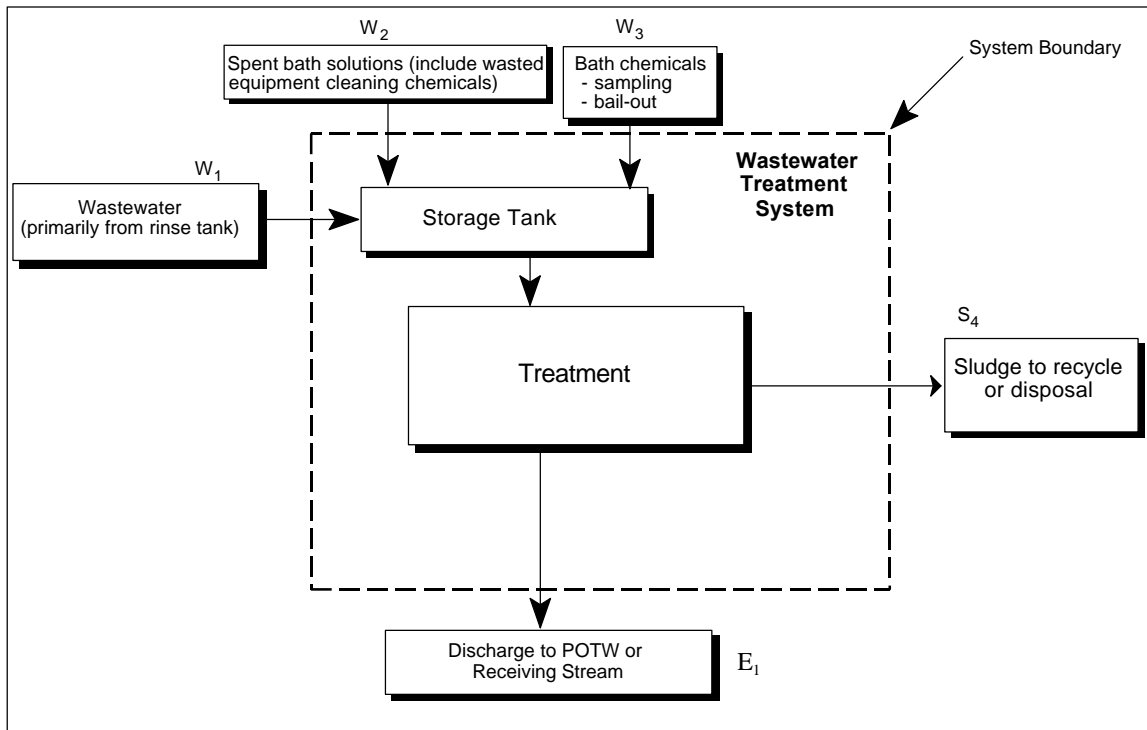 W2
W3
Spent bath solutions (include wasted
equipment cleaning chemicals)
Bath chemicals
- sampling
- bail-out
System Boundary
Wastewater
Treatment
System
W1
Wastewater
(primarily from rinse tank)
Storage Tank
Treatment
S4
Sludge to recycle
or disposal
Discharge to POTW or
Receiving Stream
E1